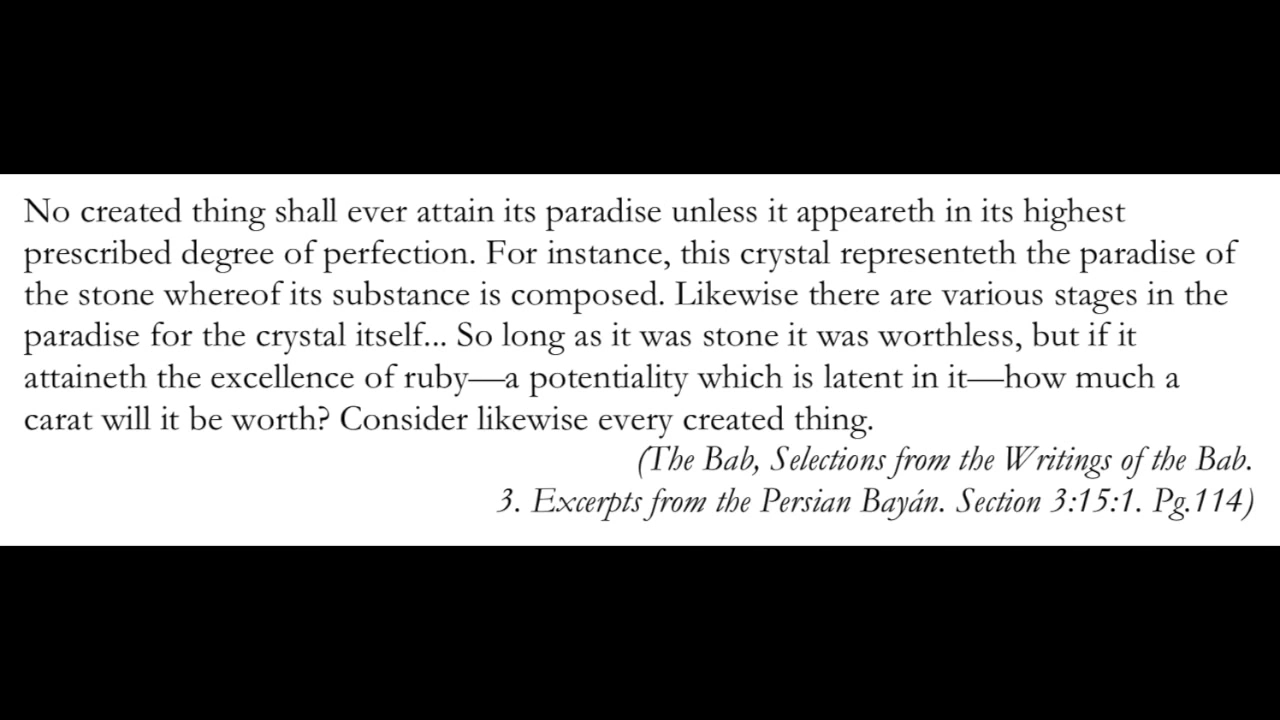 No created thing shall ever attain its paradise unless it appeareth in its highest
prescribed degree of perfection. For instance, this crystal representeth the paradise of
the stone whereof its substance is composed. Likewise there are various stages in the
paradise for the crystal itself... So long as it was stone it was worthless, but if it
attaineth the excellence of ruby—a potentiality which is latent in it—how much a
carat will it be worth? Consider likewise every created thing.
(The Bab, Selections from the Writings of the Bab.
3. Excerpts from the Persian Bayán. Section 3:15:1. Pg.114)